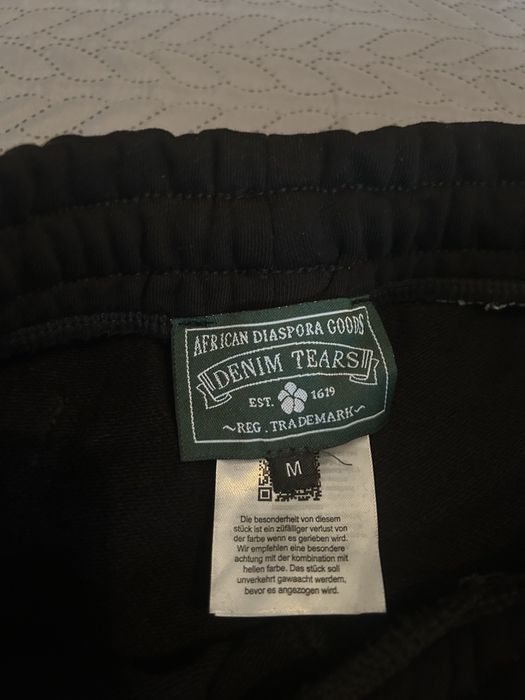 AFRICAN DIASPORA GOODS
DENIM TEARS
EST. 1619
~REG. TRADEMARK~
M
Die besonderheit von diesem
stück ist ein züfälliger verlust von
der farbe wenn es gerieben wird.
Wir empfehlen eine besondere
achtung mit der kombination mit
hellen farbe. Das stück soll
unverkehrt gawaacht werdem,
bevor es angezogen wird.